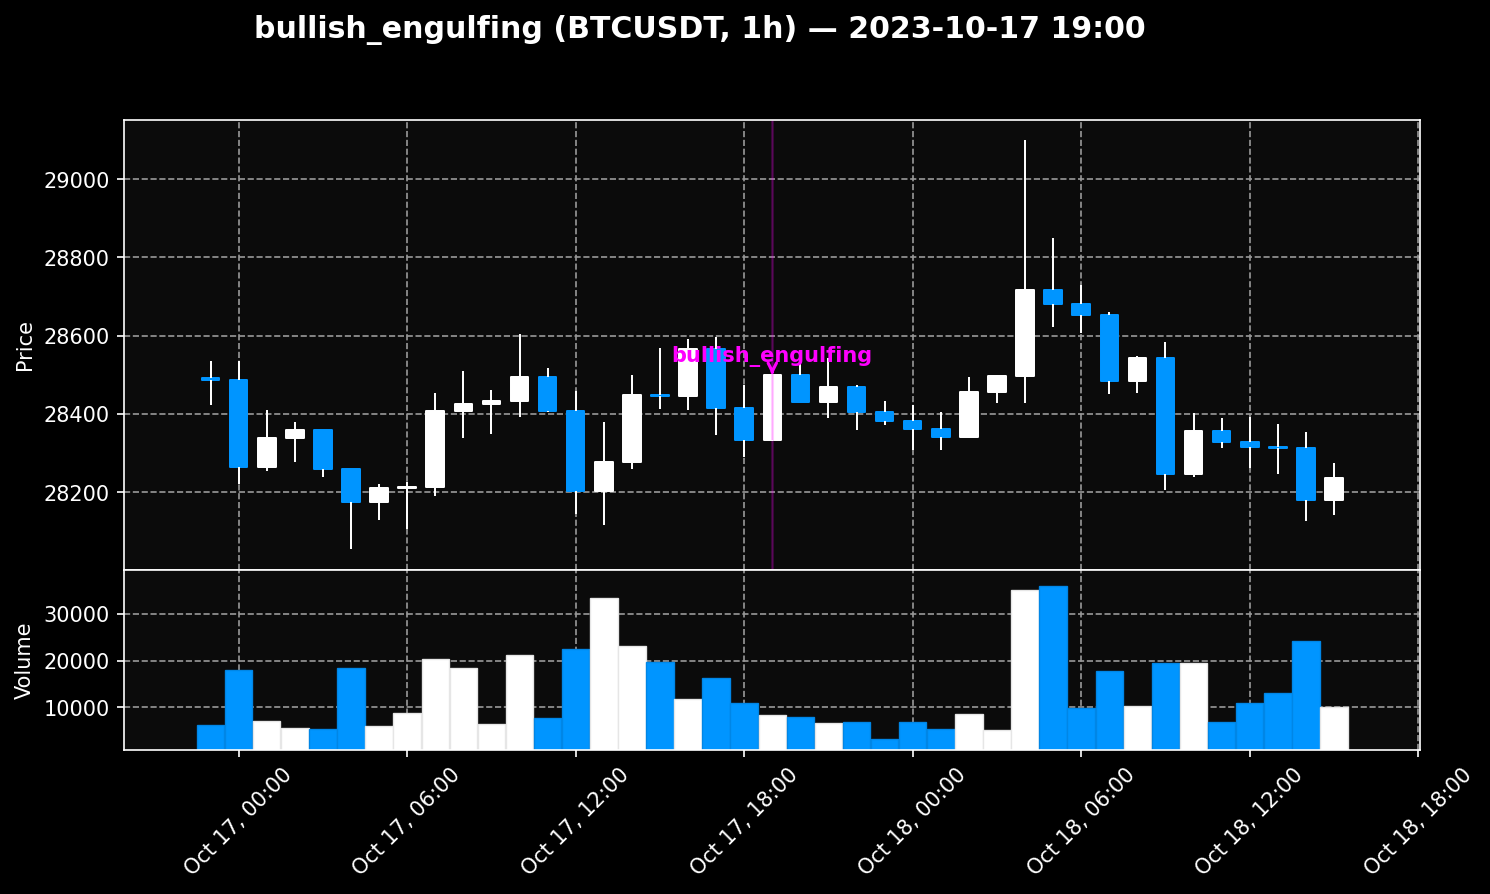 bullish_engulfing (BTCUSDT, 1h) — 2023-10-17 19:00
29000
28800
28600
28400
28200
Price
bullish_engulfing
30000
20000
10000
Volume
Oct 17, 00:00
Oct 17, 06:00
Oct 17, 12:00
Oct 17, 18:00
Oct 18, 00:00
Oct 18, 06:00
Oct 18, 12:00
Oct 18, 18:00